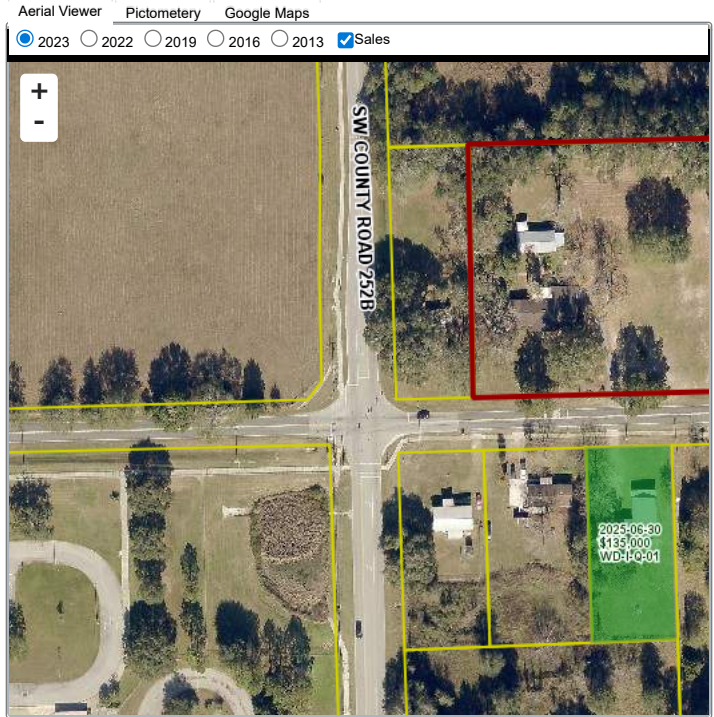 Aerial Viewer Pictometery Google Maps
2023 2022 2019 2016 2013 Sales
+
-
SW COUNTY ROAD 252B
2025-06-30
$135,000
WD-I-Q-01